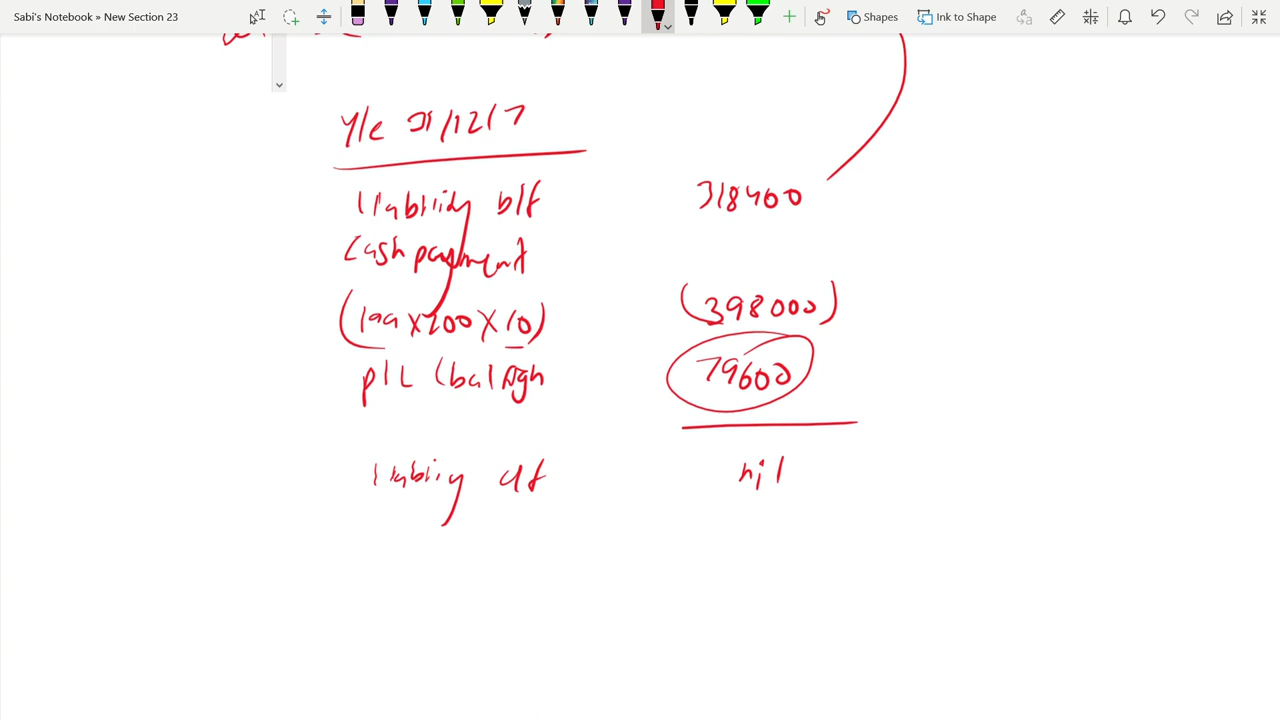 Sabi's Notebook » New Section 23
Shapes
Ink to Shape
Y/e 31/12/7
liability b/f 318400
Cash payment
(199 x 200 x 10) (398000)
p/L (bal fig) 79600
liability c/f nil